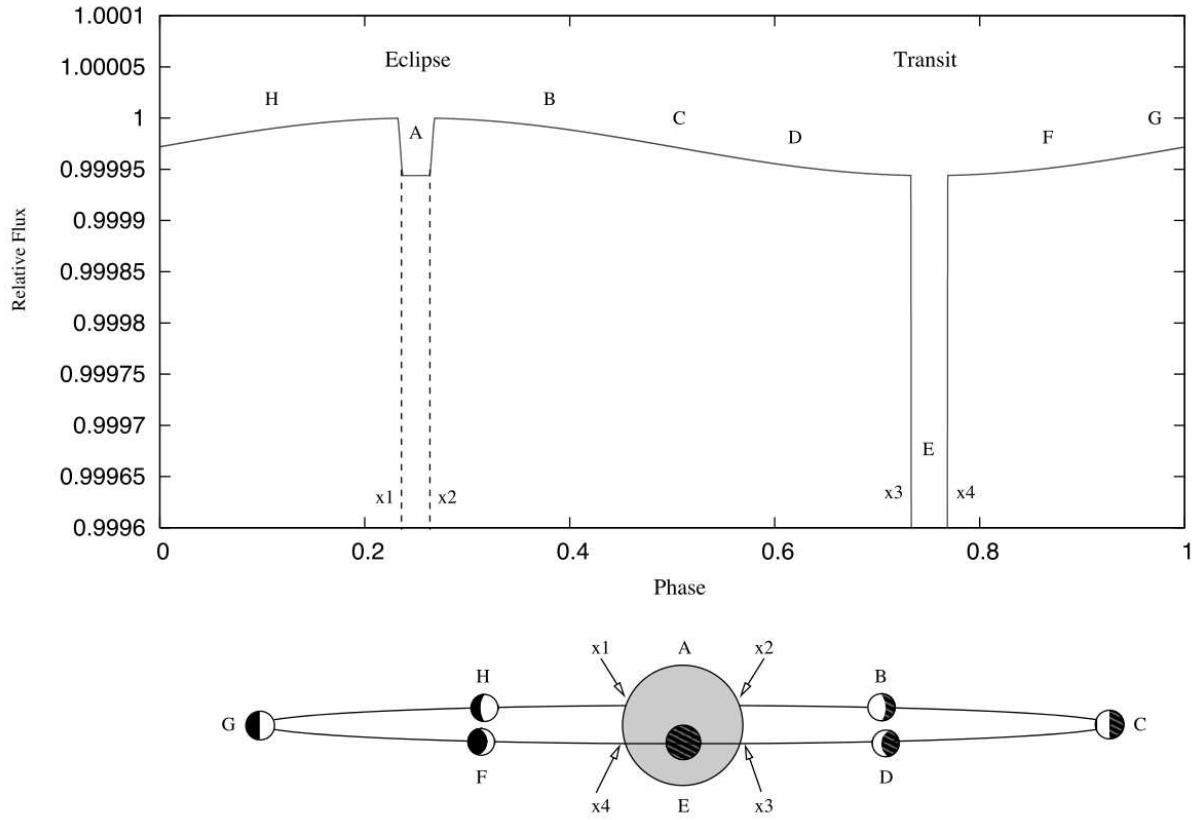 1.0001
Eclipse
Transit
1.00005
H
B
G
1
C
A
D
F
0.99995
0.9999
0.99985
Relative Flux
0.9998
0.99975
0.9997
E
0.99965
x1
x2
x3
x4
0.9996
0 0.2 0.4 0.6 0.8 1
Phase
x1 A x2
H B
G C
F D
x4 E x3